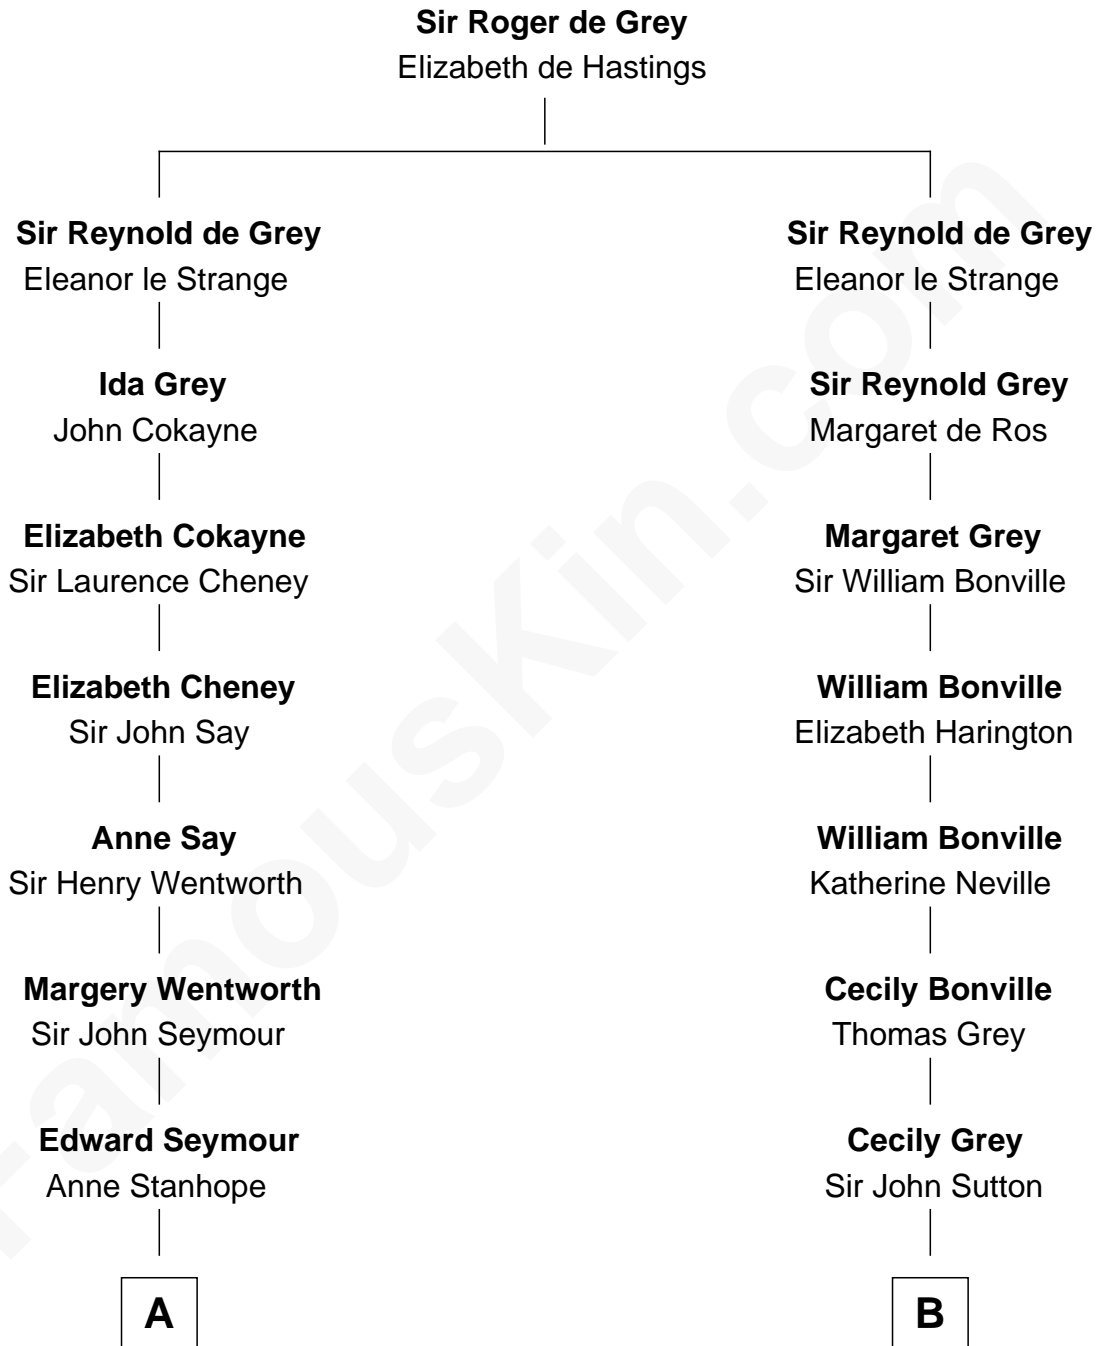 Sir Roger de Grey
Elizabeth de Hastings
Sir Reynold de Grey
Eleanor le Strange
Ida Grey
John Cokayne
Elizabeth Cokayne
Sir Laurence Cheney
Elizabeth Cheney
Sir John Say
Anne Say
Sir Henry Wentworth
Margery Wentworth
Sir John Seymour
Edward Seymour
Anne Stanhope
A
Sir Reynold de Grey
Eleanor le Strange
Sir Reynold Grey
Margaret de Ros
Margaret Grey
Sir William Bonville
William Bonville
Elizabeth Harington
William Bonville
Katherine Neville
Cecily Bonville
Thomas Grey
Cecily Grey
Sir John Sutton
B
FamousKin.com